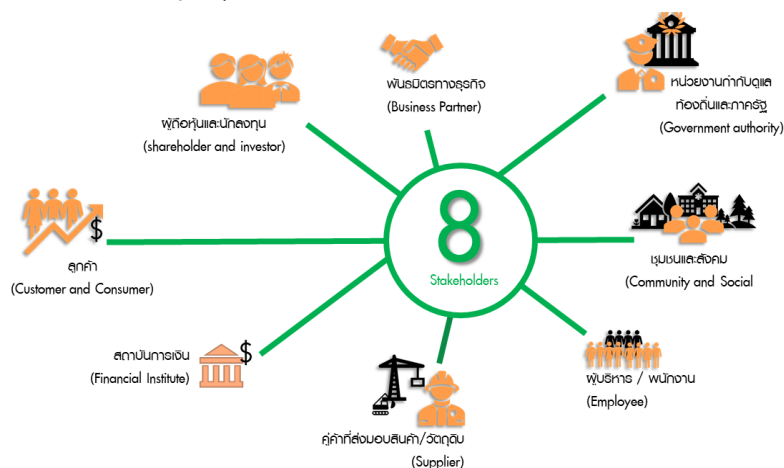 พันธมิตรทางธุรกิจ
(Business Partner)
หน่วยงานกำกับดูแล
ท้องถิ่นและภาครัฐ
(Government authority)
ผู้ถือหุ้นและนักลงทุน
(shareholder and investor)
8
Stakeholders
$
ลูกค้า
(Customer and Consumer)
ชุมชนและสังคม
(Community and Social
สถาบันการเงิน
(Financial Institute)
$
ผู้บริหาร / พนักงาน
(Employee)
คู่ค้าที่ส่งมอบสินค้า/วัตถุดิบ
(Supplier)